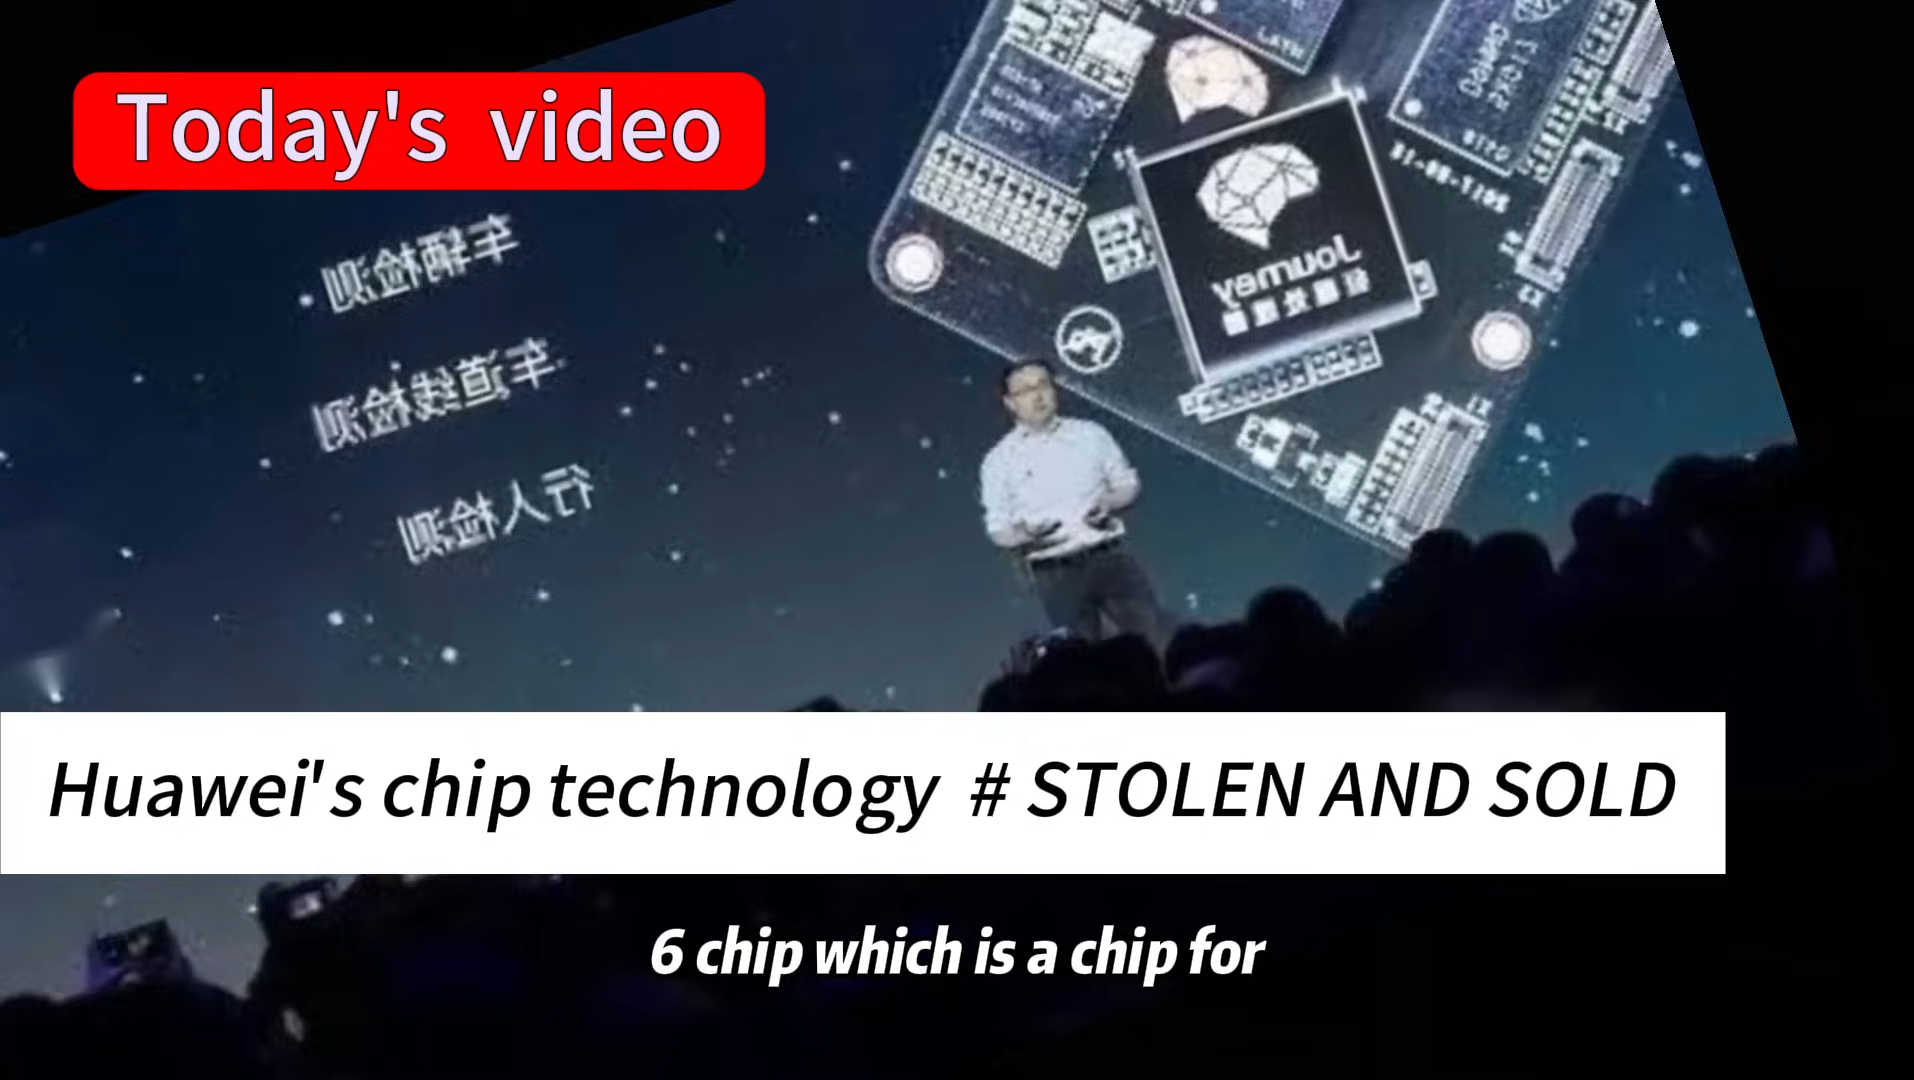 Today's video
车辆检测
车道线检测
行人检测
Journey
Huawei's chip technology # STOLEN AND SOLD
6 chip which is a chip for